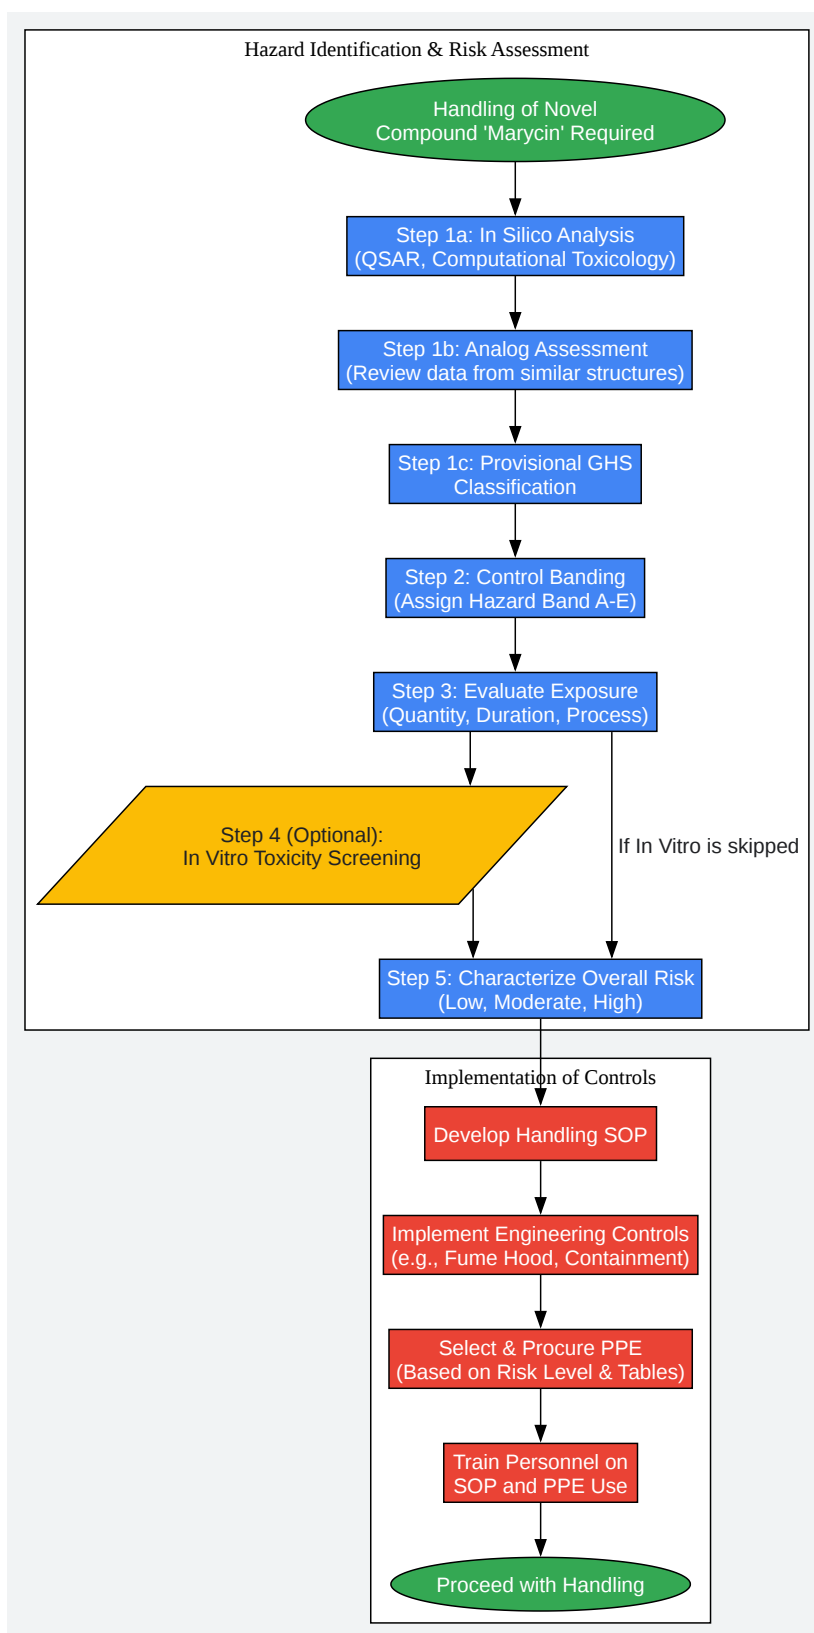 Hazard Identification & Risk Assessment
Handling of Novel
Compound 'Marycin' Required
Step 1a: In Silico Analysis
(QSAR, Computational Toxicology)
Step 1b: Analog Assessment
(Review data from similar structures)
Step 1c: Provisional GHS
Classification
Step 2: Control Banding
(Assign Hazard Band A-E)
Step 3: Evaluate Exposure
(Quantity, Duration, Process)
Step 4 (Optional):
In Vitro Toxicity Screening
If In Vitro is skipped
Step 5: Characterize Overall Risk
(Low, Moderate, High)
Implementation of Controls
Develop Handling SOP
Implement Engineering Controls
(e.g., Fume Hood, Containment)
Select & Procure PPE
(Based on Risk Level & Tables)
Train Personnel on
SOP and PPE Use
Proceed with Handling